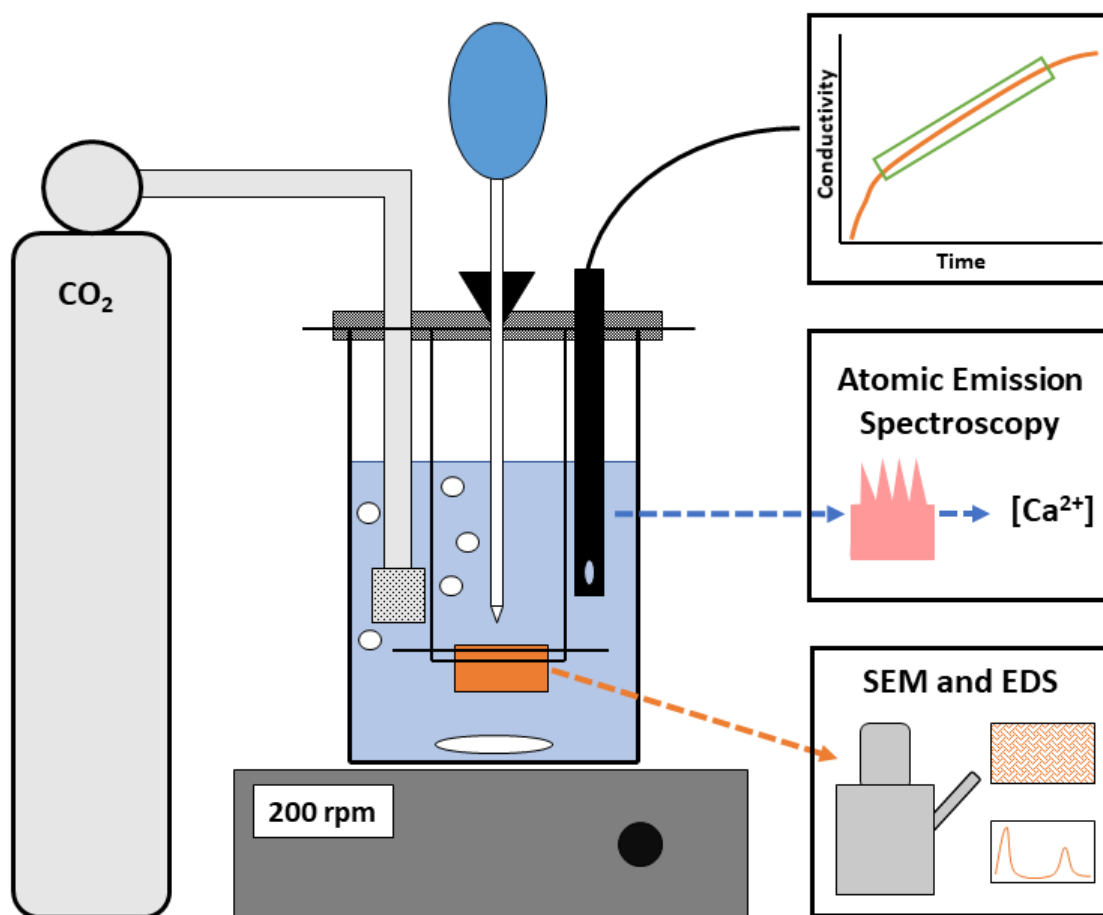 CO₂
200 rpm
Conductivity
Time
Atomic Emission
Spectroscopy
[Ca²⁺]
SEM and EDS